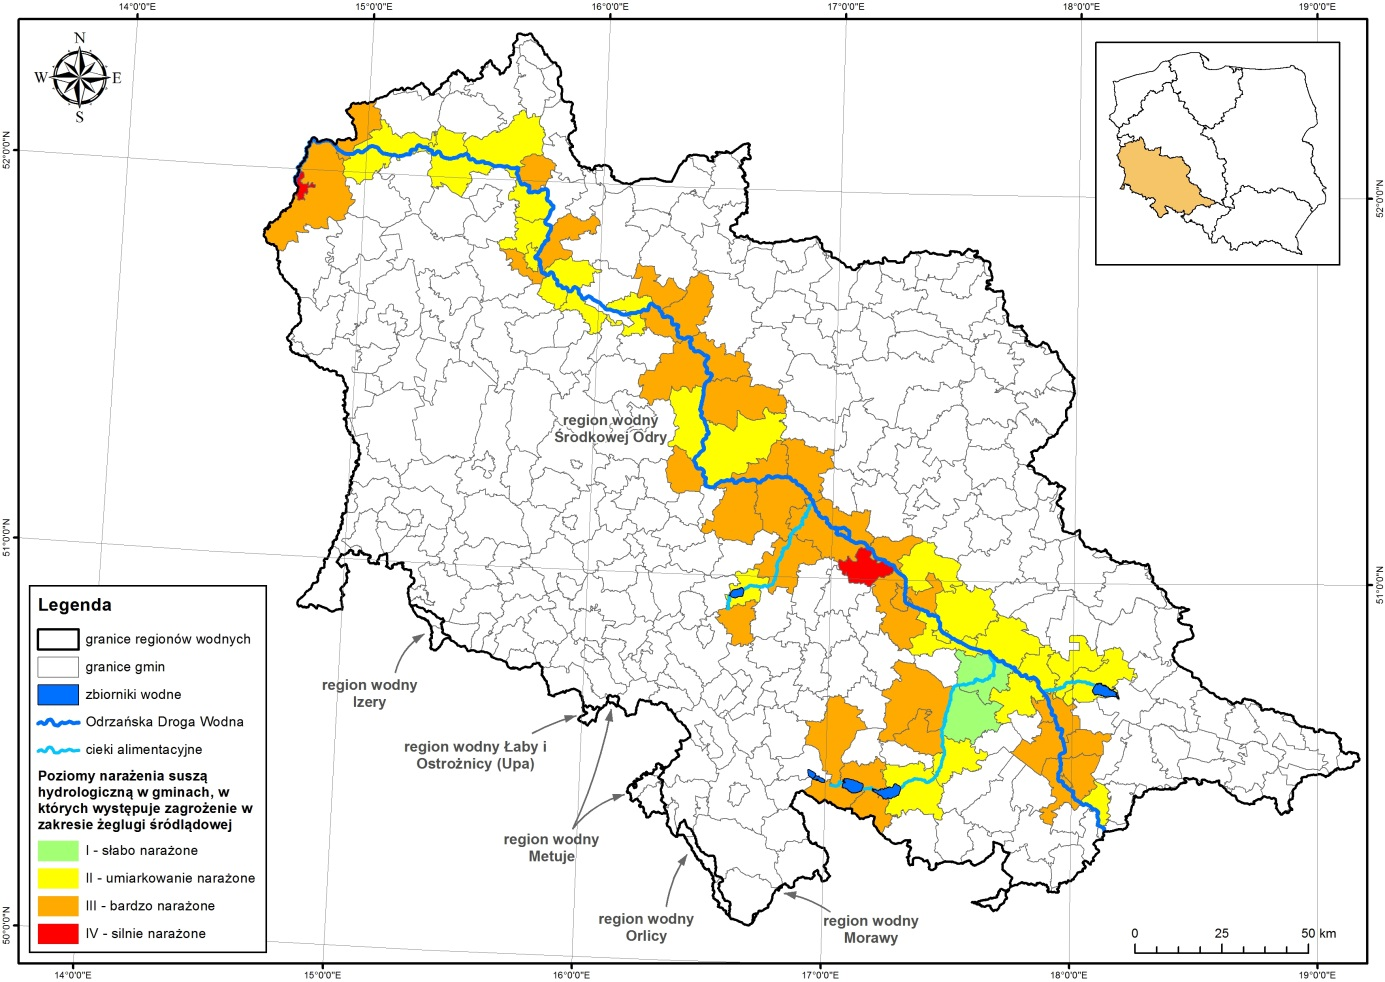 14°0'0"E
15°0'0"E
16°0'0"E
17°0'0"E
18°0'0"E
19°0'0"E
N
W
E
S
52°0'0"N
52°0'0"N
region wodny
Środkowej Odry
51°0'0"N
51°0'0"N
Legenda
granice regionów wodnych
granice gmin
zbiorniki wodne
Odrzańska Droga Wodna
cieki alimentacyjne
Poziomy narażenia suszą
hydrologiczną w gminach, w
których występuje zagrożenie w
zakresie żeglugi śródlądowej
I - słabo narażone
II - umiarkowanie narażone
III - bardzo narażone
IV - silnie narażone
region wodny
Izery
region wodny Łaby i
Ostrożnicy (Upa)
region wodny
Metuje
region wodny
Orlicy
region wodny
Morawy
0
25
50 km
50°0'0"N
14°0'0"E
15°0'0"E
16°0'0"E
17°0'0"E
18°0'0"E
19°0'0"E